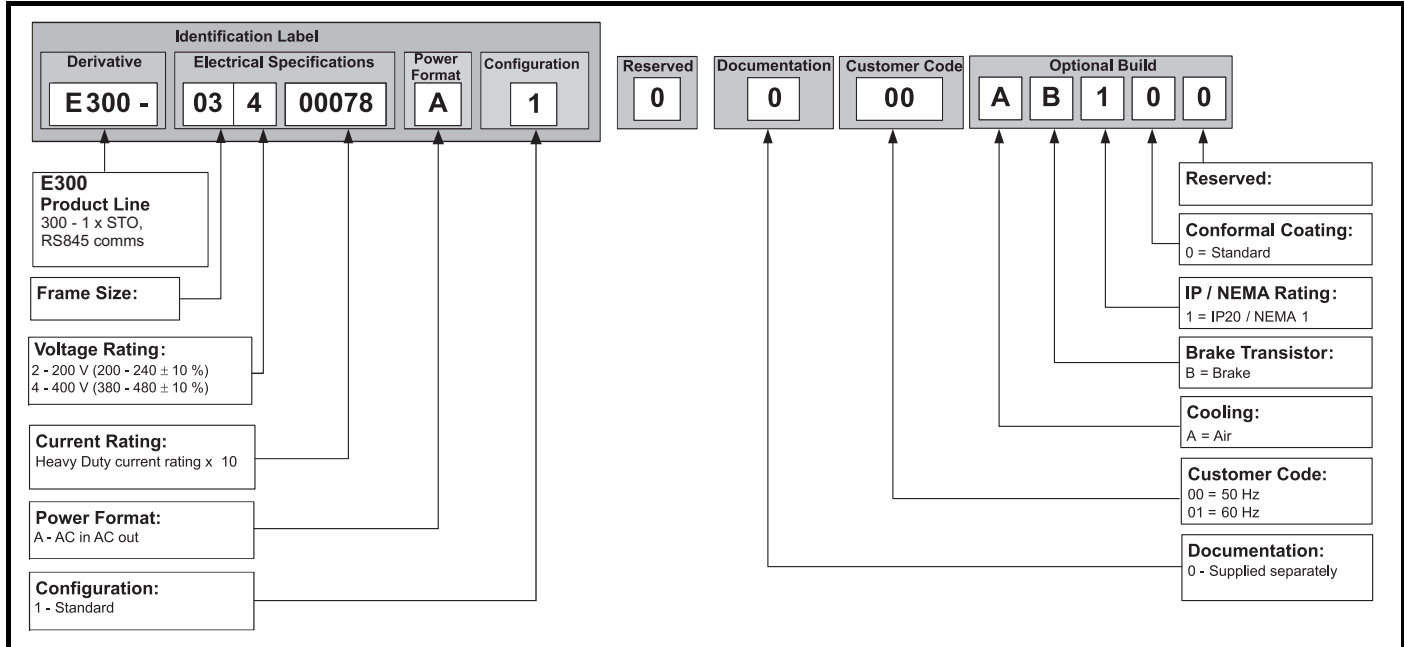 Identification Label
Derivative
Electrical Specifications
Power
Format
Configuration
Reserved
Documentation
Customer Code
Optional Build
E300 -
03
4
00078
A
1
0
0
00
A
B
1
0
0
E300
Product Line
300 - 1 x STO,
RS845 comms
Frame Size:
Voltage Rating:
2 - 200 V (200 - 240 ± 10 %)
4 - 400 V (380 - 480 ± 10 %)
Current Rating:
Heavy Duty current rating x 10
Power Format:
A - AC in AC out
Configuration:
1 - Standard
Reserved:
Conformal Coating:
0 = Standard
IP / NEMA Rating:
1 = IP20 / NEMA 1
Brake Transistor:
B = Brake
Cooling:
A = Air
Customer Code:
00 = 50 Hz
01 = 60 Hz
Documentation:
0 - Supplied separately